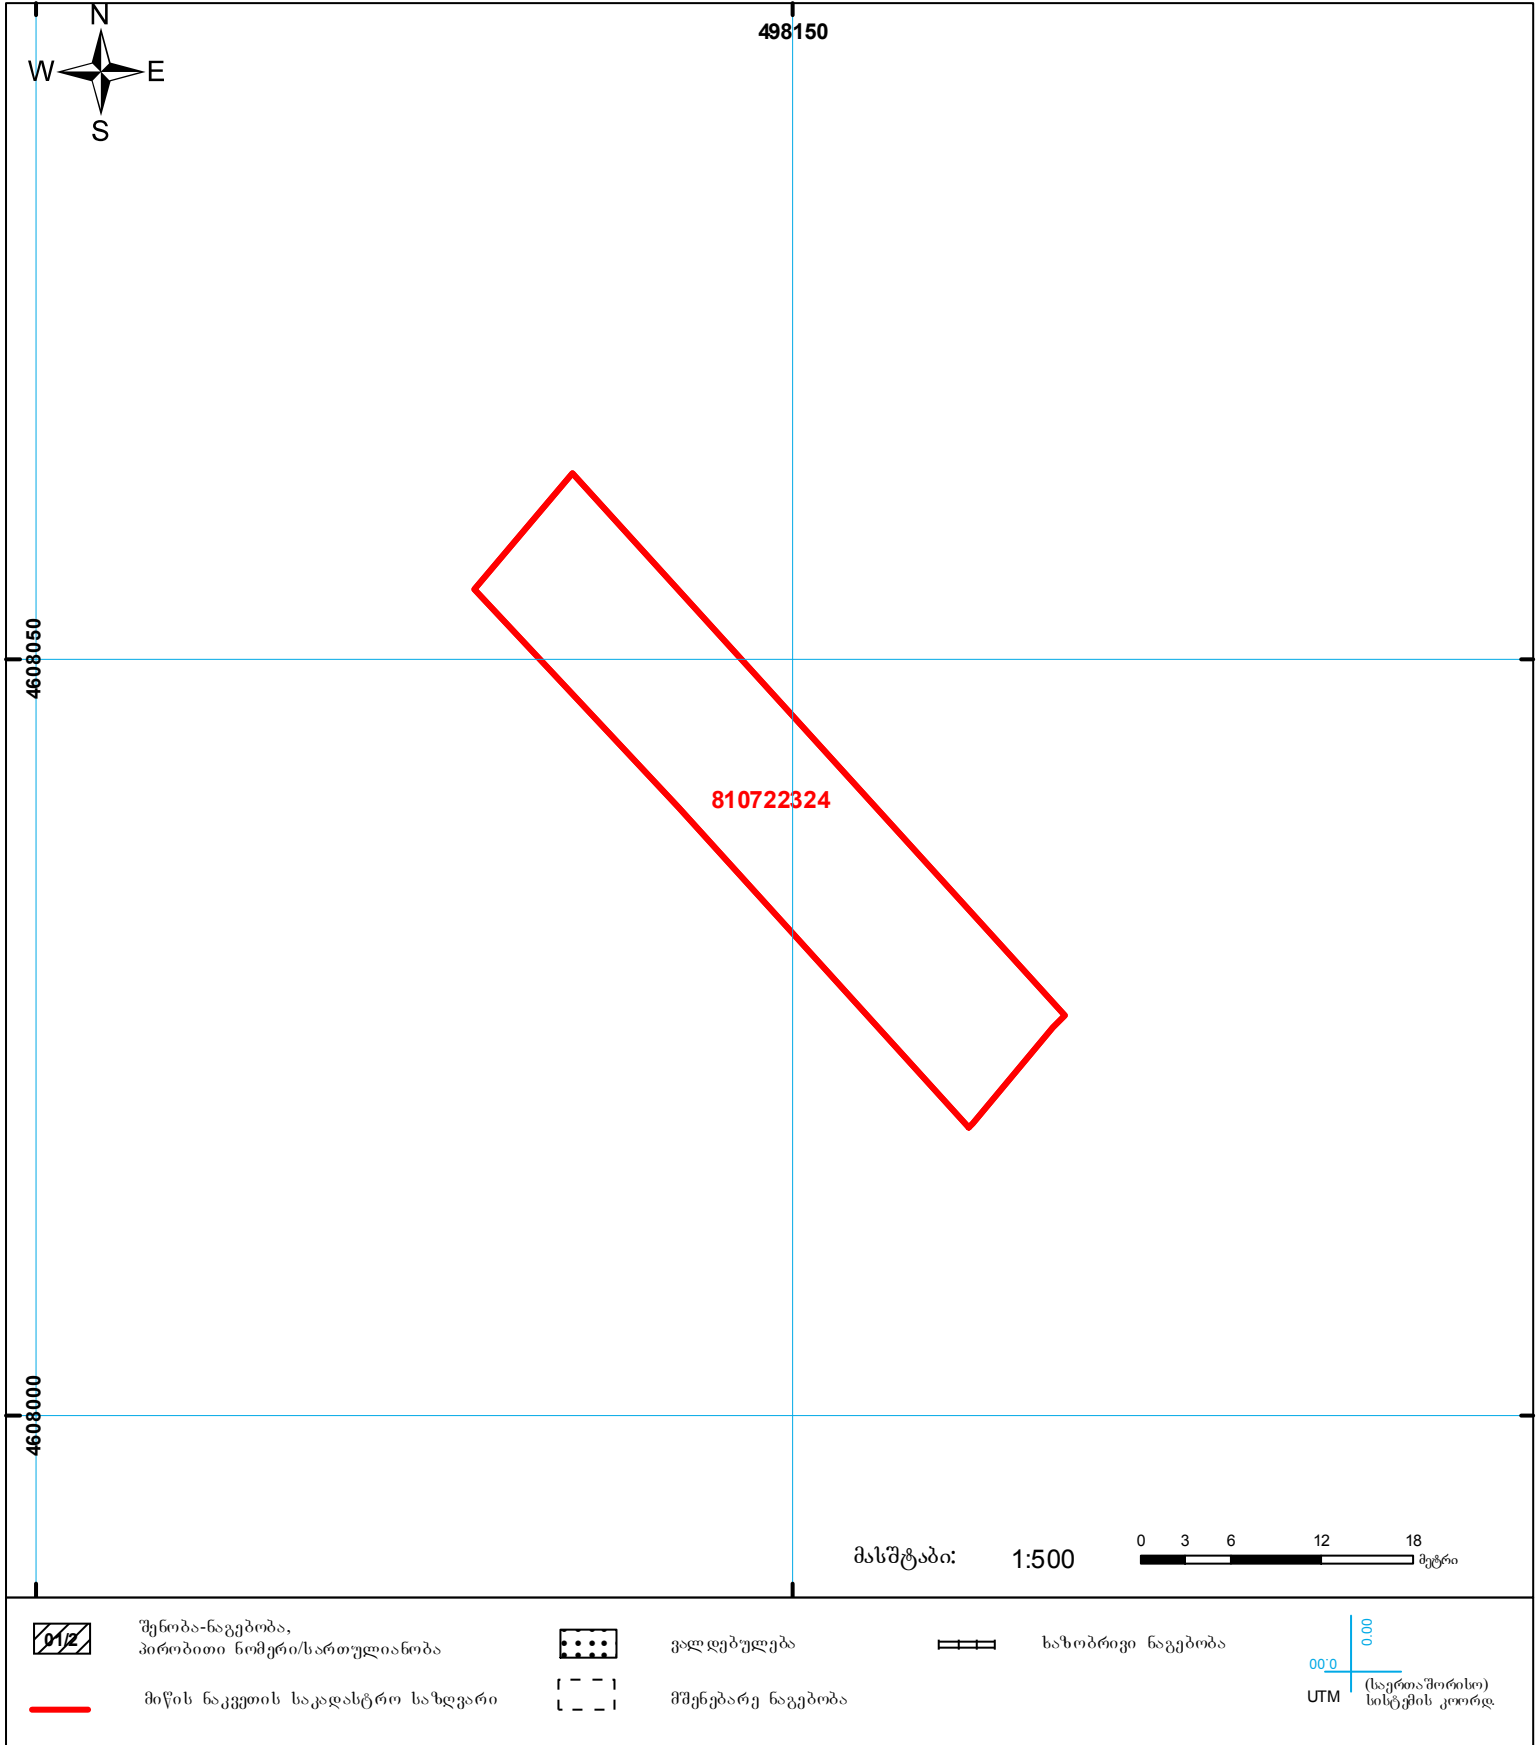 N
498150
W E
S
4608050
810722324
4608000
მასშტაბი: 1:500
0 3 6 12 18
მეტრი
01/2
შენობა-ნაგებობა,
პირობითი ნომერი/სართულიანობა
ვალდებულება
ხაზობრივი ნაგებობა
00'0
0.00
UTM
(საერთაშორისო)
სისტემის კოორდ.
მიწის ნაკვეთის საკადასტრო საზღვარი
მშენებარე ნაგებობა